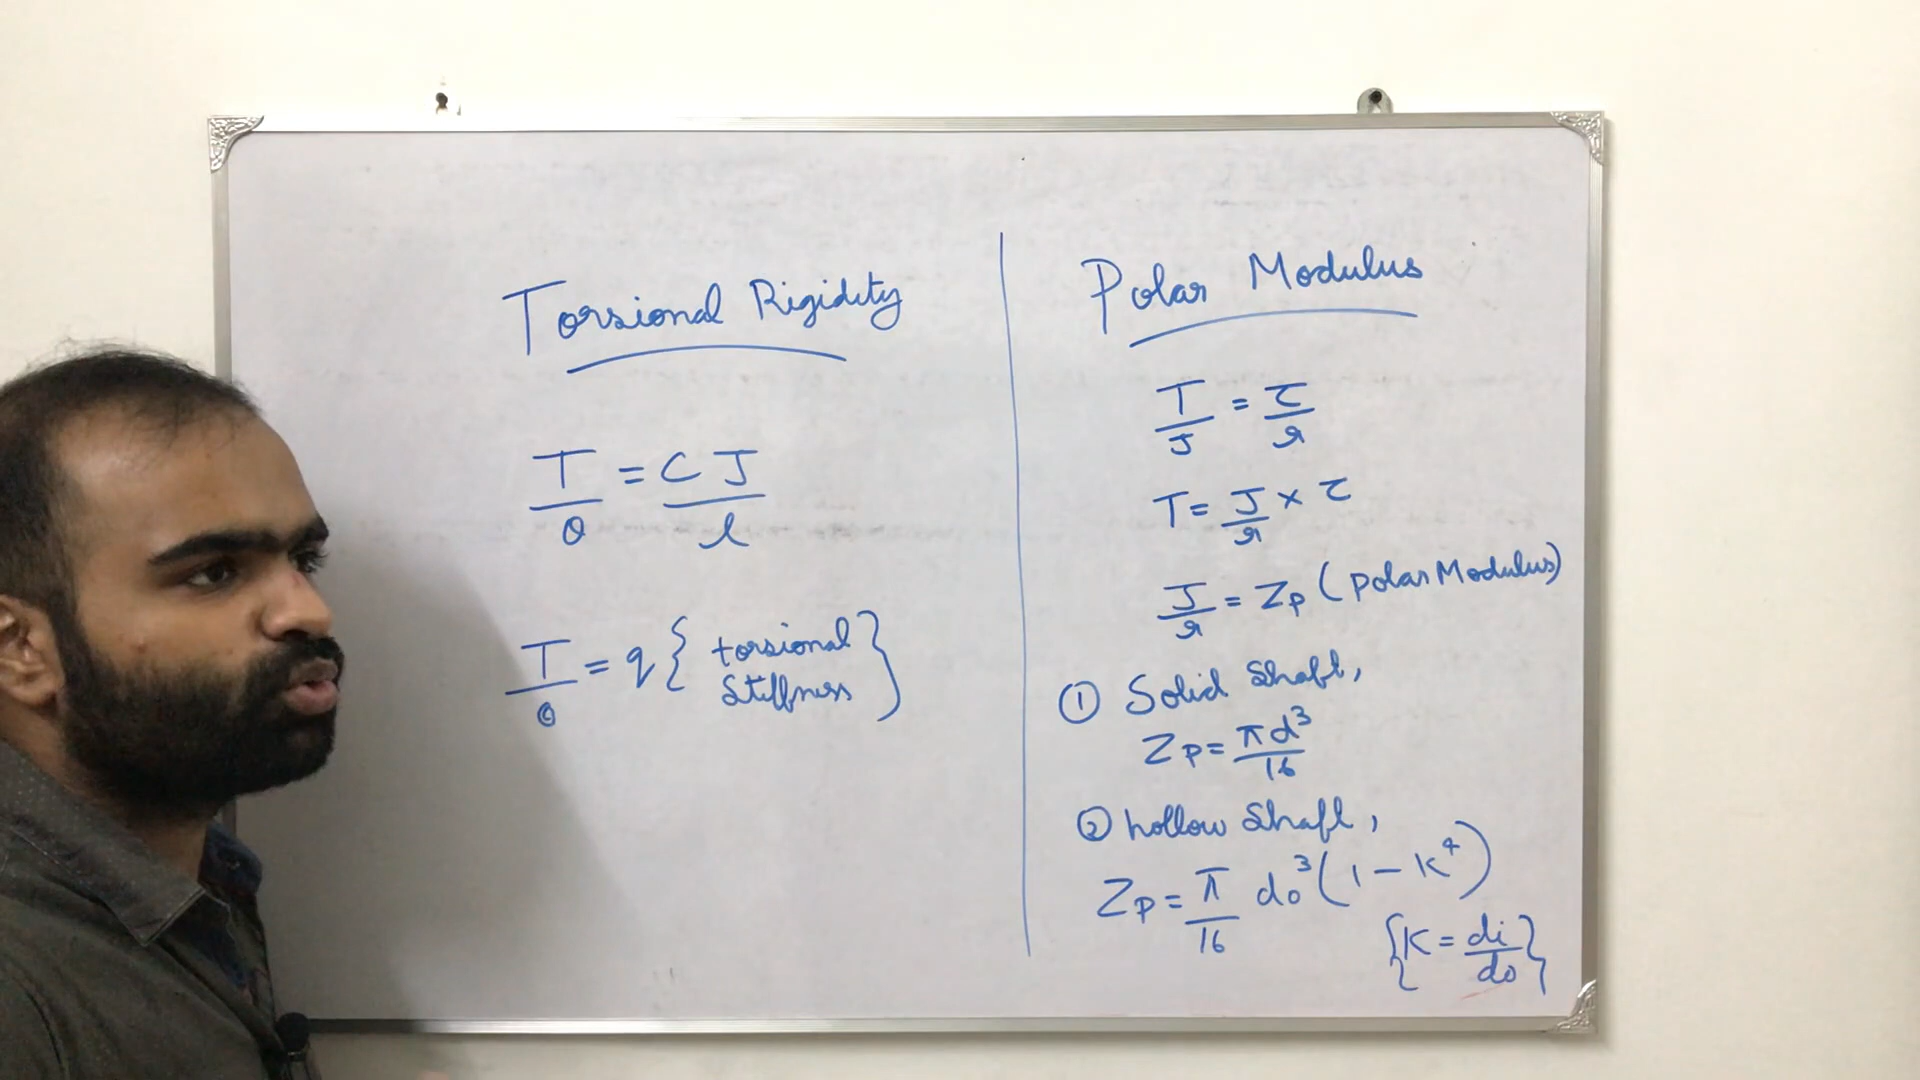 Torsional Rigidity
T/θ = CJ/l
T/θ = q { torsional stiffness }
Polar Modulus
T/J = τ/r
T = J/r × τ
J/r = Zp (Polar Modulus)
① Solid Shaft,
Zp = πd³/16
② hollow Shaft,
Zp = π/16 do³ (1 - K⁴)
{K = di/do}